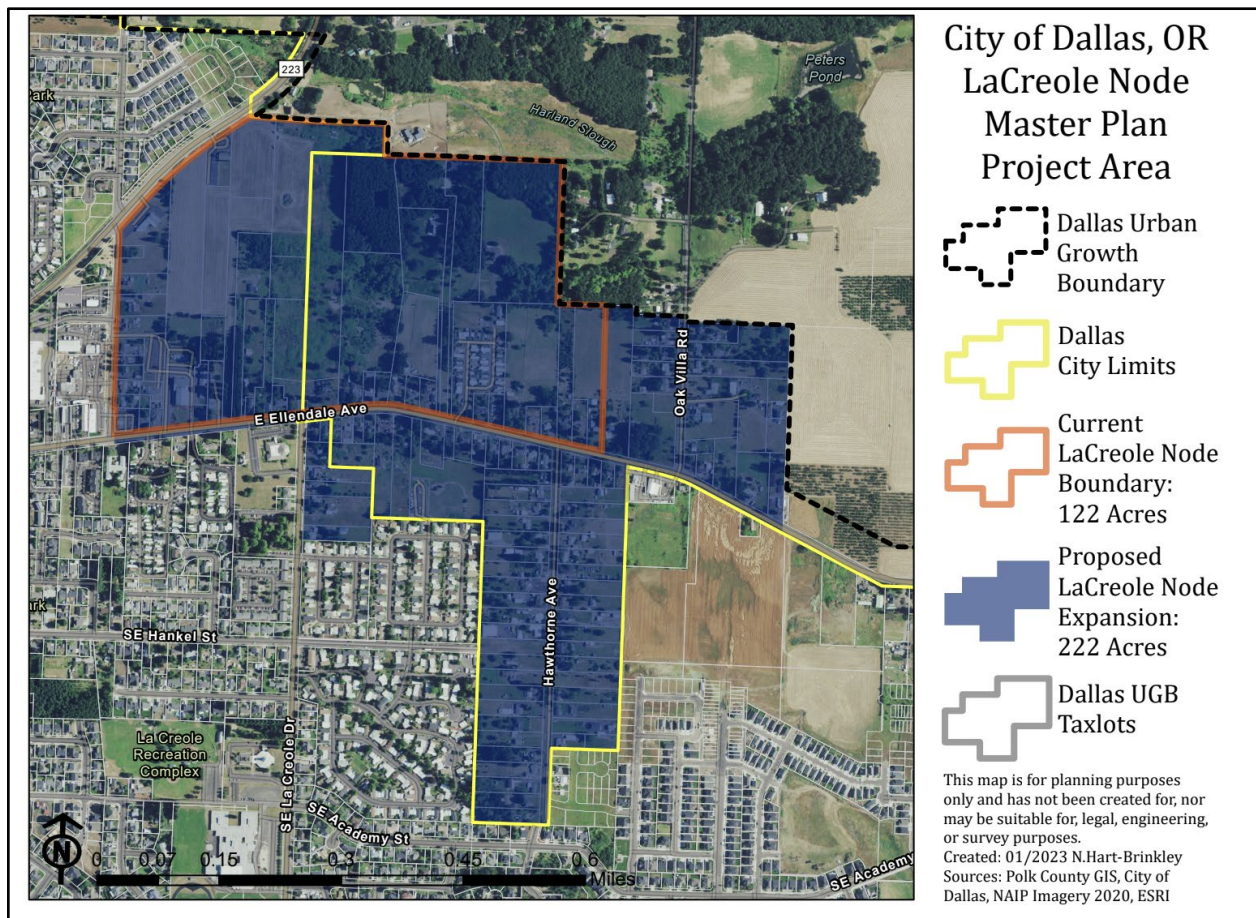 City of Dallas, OR
LaCreole Node
Master Plan
Project Area
Dallas Urban
Growth
Boundary
Dallas
City Limits
Current
LaCreole Node
Boundary:
122 Acres
Proposed
LaCreole Node
Expansion:
222 Acres
Dallas UGB
Taxlots
This map is for planning purposes
only and has not been created for, nor
may be suitable for, legal, engineering,
or survey purposes.
Created: 01/2023 N.Hart-Brinkley
Sources: Polk County GIS, City of
Dallas, NAIP Imagery 2020, ESRI
223
Park
Peters
Pond
Harland Slough
Oak Villa Rd
E Ellendale Ave
Hawthorne Ave
SE Hankel St
SE La Creole Dr
La Creole
Recreation
Complex
SE Academy St
SE Academy
N
0 0.07 0.15 0.3 0.45 0.6
Miles